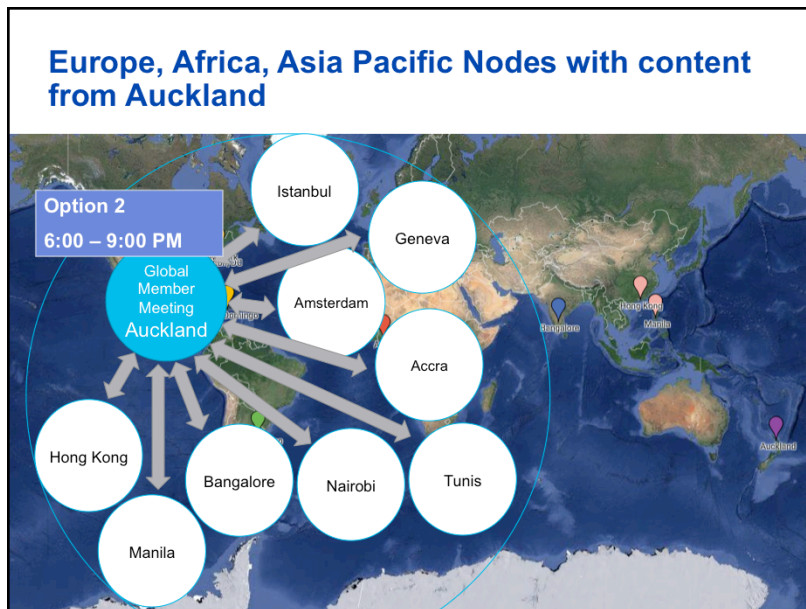 Europe, Africa, Asia Pacific Nodes with content
from Auckland
Istanbul
Option 2
6:00 – 9:00 PM
Geneva
Global
Member
Meeting
Auckland
Amsterdam
Accra
Hong Kong
Manila
Bangalore
Auckland
Hong Kong
Bangalore
Nairobi
Tunis
Manila